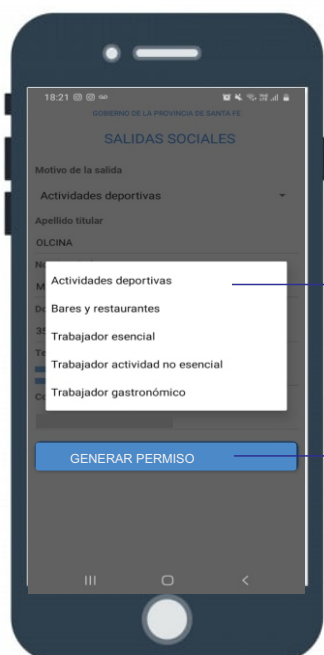 18:21
GOBIERNO DE LA PROVINCIA DE SANTA FE
SALIDAS SOCIALES
Motivo de la salida
Actividades deportivas
Apellido titular
OLCINA
Actividades deportivas
Bares y restaurantes
Trabajador esencial
Trabajador actividad no esencial
Trabajador gastronómico
GENERAR PERMISO